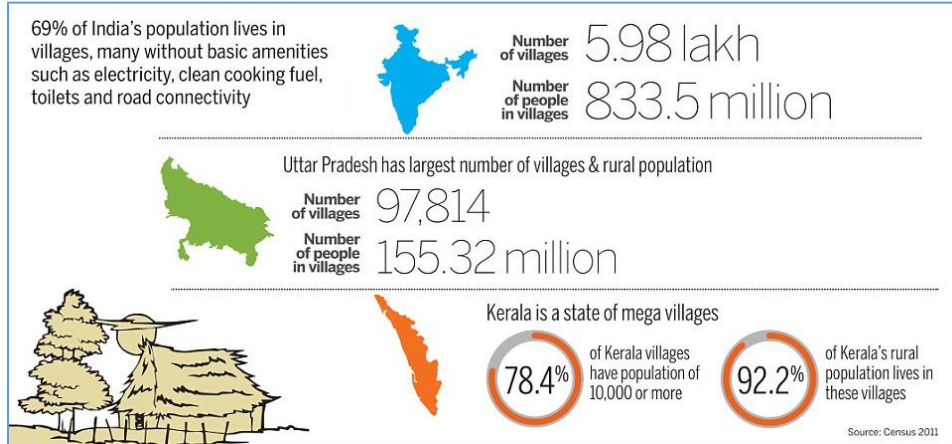 69% of India's population lives in
villages, many without basic amenities
such as electricity, clean cooking fuel,
toilets and road connectivity
Number
of villages
5.98 lakh
Number
of people
in villages
833.5 million
Uttar Pradesh has largest number of villages & rural population
Number
of villages
97,814
Number
of people
in villages
155.32 million
Kerala is a state of mega villages
78.4%
of Kerala villages
have population of
10,000 or more
92.2%
of Kerala's rural
population lives in
these villages
Source: Census 2011